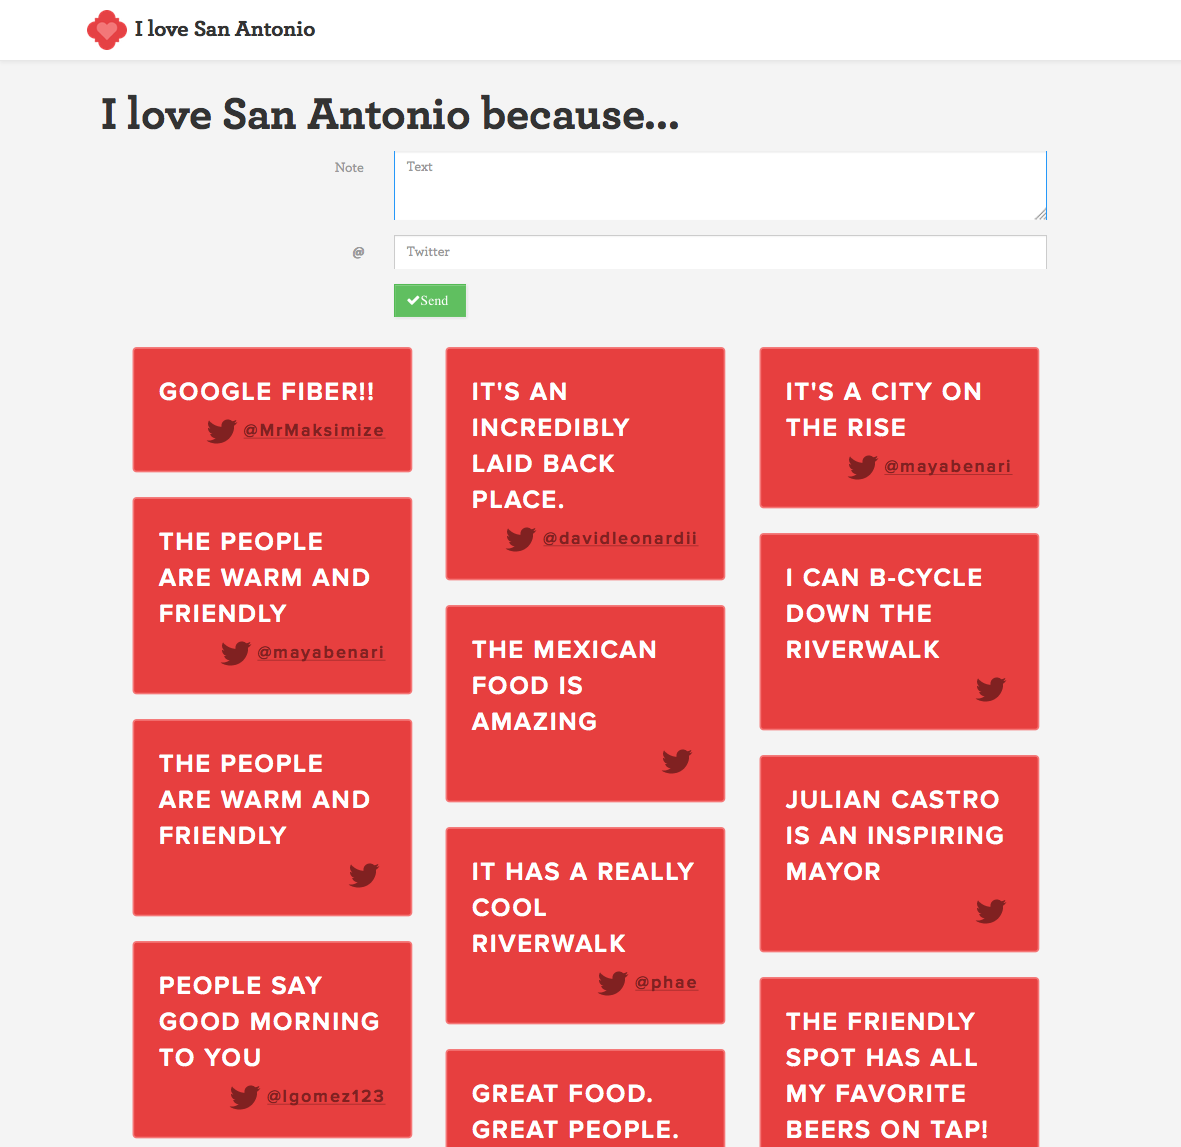 I love San Antonio
I love San Antonio because...
Note
Text
@
Twitter
Send
GOOGLE FIBER!!
@MrMaksimize
THE PEOPLE
ARE WARM AND
FRIENDLY
@mayabenari
THE PEOPLE
ARE WARM AND
FRIENDLY
PEOPLE SAY
GOOD MORNING
TO YOU
@lgomez123
IT'S AN
INCREDIBLY
LAID BACK
PLACE.
@davidleonardii
THE MEXICAN
FOOD IS
AMAZING
IT HAS A REALLY
COOL
RIVERWALK
@phae
GREAT FOOD.
GREAT PEOPLE.
IT'S A CITY ON
THE RISE
@mayabenari
I CAN B-CYCLE
DOWN THE
RIVERWALK
JULIAN CASTRO
IS AN INSPIRING
MAYOR
THE FRIENDLY
SPOT HAS ALL
MY FAVORITE
BEERS ON TAP!